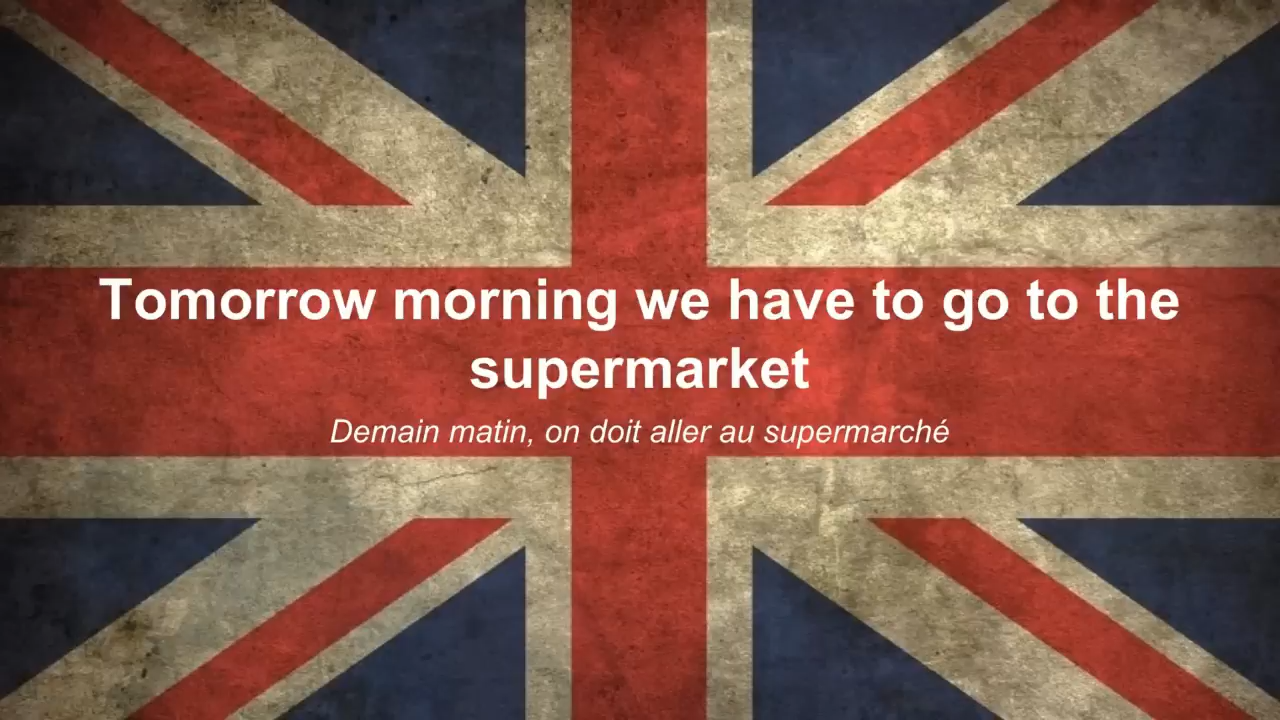 Tomorrow morning we have to go to the
supermarket
Demain matin, on doit aller au supermarché